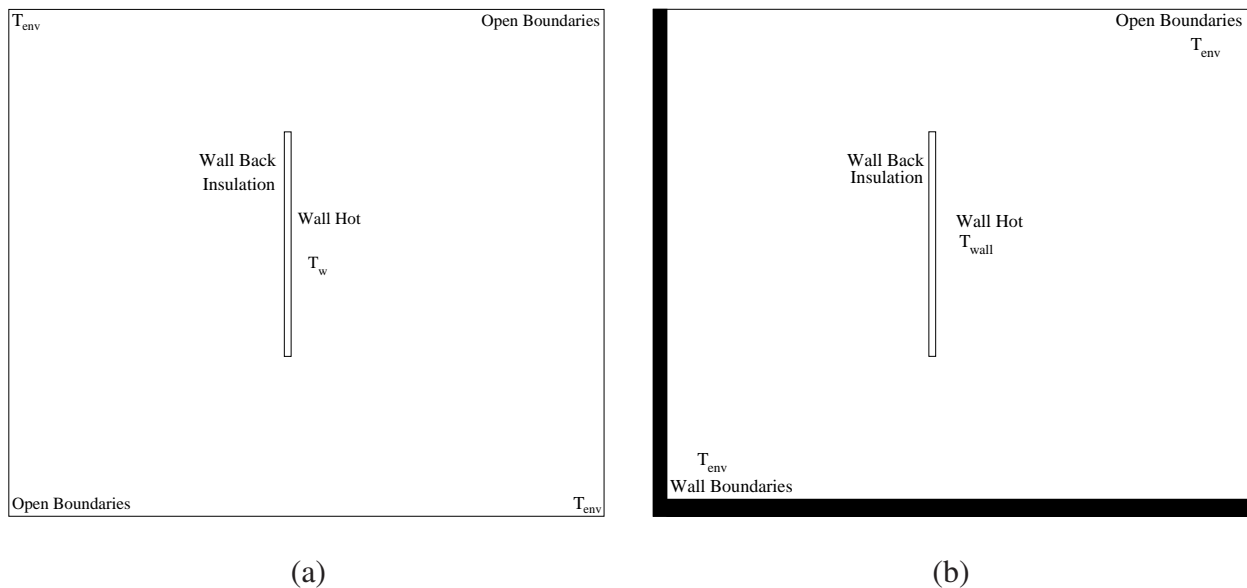 T_env Open Boundaries
Wall Back
Insulation
Wall Hot
T_w
Open Boundaries T_env
(a)
Open Boundaries
T_env
Wall Back
Insulation
Wall Hot
T_wall
T_env
Wall Boundaries
(b)